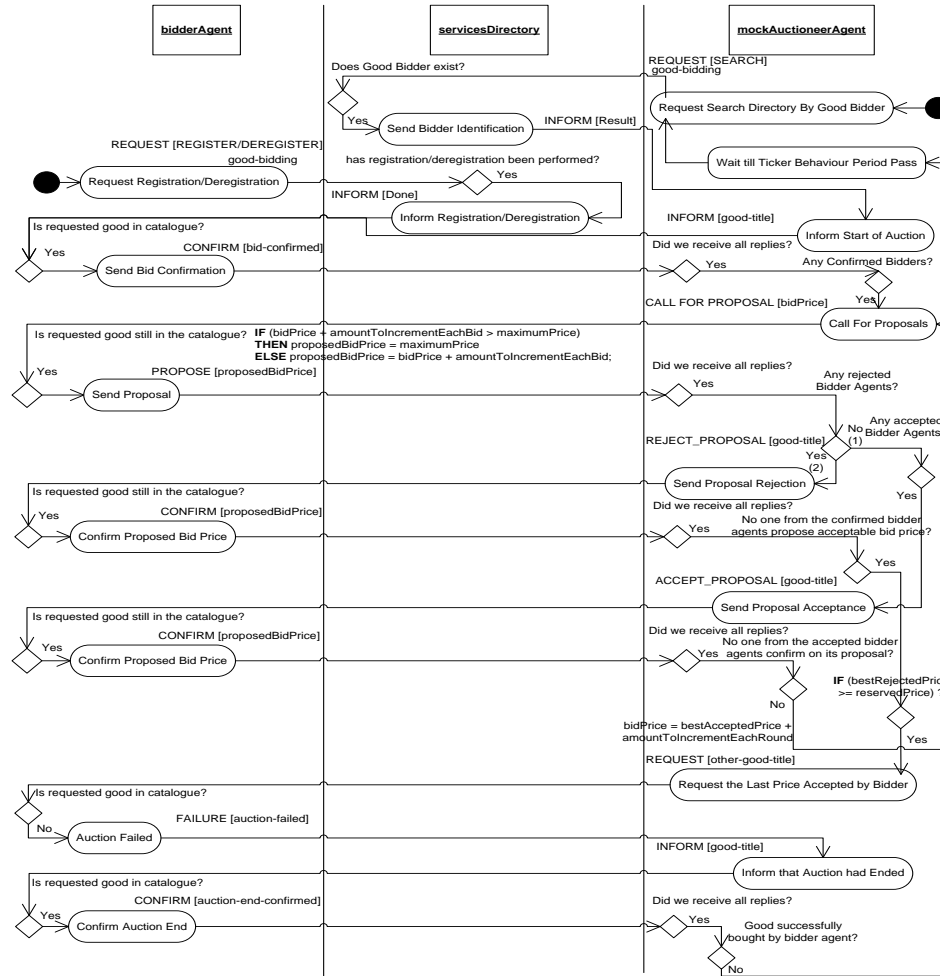 bidderAgent
servicesDirectory
mockAuctioneerAgent
Does Good Bidder exist?
REQUEST [SEARCH]
good-bidding
Request Search Directory By Good Bidder
Yes
Send Bidder Identification
INFORM [Result]
REQUEST [REGISTER/DEREGISTER]
good-bidding
has registration/deregistration been performed?
Wait till Ticker Behaviour Period Pass
Request Registration/Deregistration
Yes
INFORM [Done]
Inform Registration/Deregistration
INFORM [good-title]
Is requested good in catalogue?
Inform Start of Auction
Did we receive all replies?
Yes
CONFIRM [bid-confirmed]
Send Bid Confirmation
Yes
Any Confirmed Bidders?
Yes
CALL FOR PROPOSAL [bidPrice]
Call For Proposals
Is requested good still in the catalogue?
IF (bidPrice + amountToIncrementEachBid > maximumPrice)
THEN proposedBidPrice = maximumPrice
ELSE proposedBidPrice = bidPrice + amountToIncrementEachBid;
Yes
PROPOSE [proposedBidPrice]
Send Proposal
Did we receive all replies?
Yes
Any rejected
Bidder Agents?
No
(1)
Any accepted
Bidder Agents
REJECT_PROPOSAL [good-title]
Yes
(2)
Yes
Send Proposal Rejection
Is requested good still in the catalogue?
Did we receive all replies?
Yes
CONFIRM [proposedBidPrice]
Confirm Proposed Bid Price
Yes
No one from the confirmed bidder
agents propose acceptable bid price?
Yes
ACCEPT_PROPOSAL [good-title]
Send Proposal Acceptance
Is requested good still in the catalogue?
Did we receive all replies?
Yes
CONFIRM [proposedBidPrice]
Confirm Proposed Bid Price
Yes
No one from the accepted bidder
agents confirm on its proposal?
No
IF (bestRejectedPric
>= reservedPrice) ?
Yes
bidPrice = bestAcceptedPrice +
amountToIncrementEachRound
REQUEST [other-good-title]
Request the Last Price Accepted by Bidder
Is requested good in catalogue?
No
FAILURE [auction-failed]
Auction Failed
INFORM [good-title]
Inform that Auction had Ended
Is requested good in catalogue?
Yes
CONFIRM [auction-end-confirmed]
Confirm Auction End
Did we receive all replies?
Yes
Good successfully
bought by bidder agent?
No